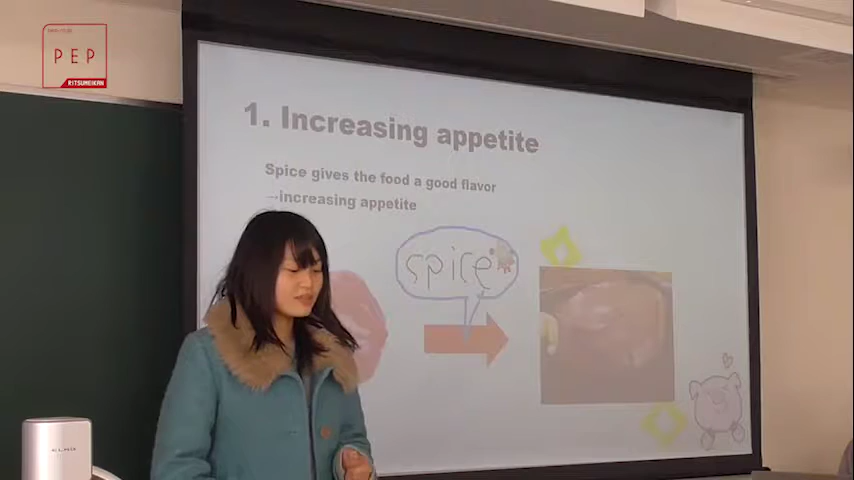 PEP
RITSUMEIKAN
1. Increasing appetite
Spice gives the food a good flavor
→increasing appetite
spice